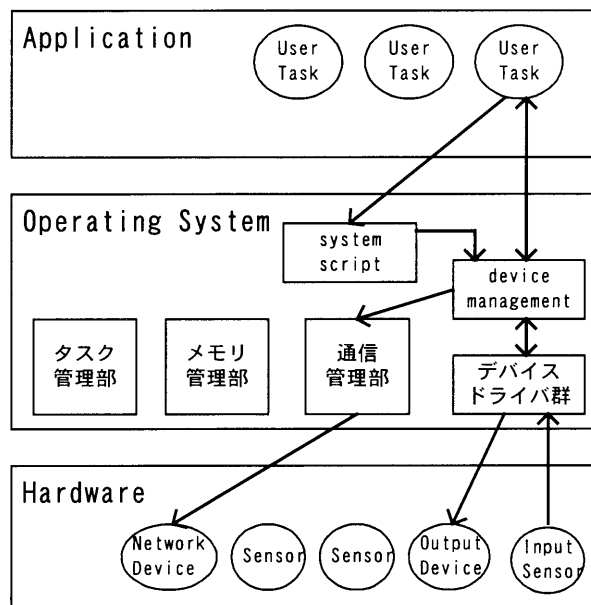 Application
User
Task
User
Task
User
Task
Operating System
system
script
device
management
タスク
管理部
メモリ
管理部
通信
管理部
デバイス
ドライバ群
Hardware
Network
Device
Sensor
Sensor
Output
Device
Input
Sensor